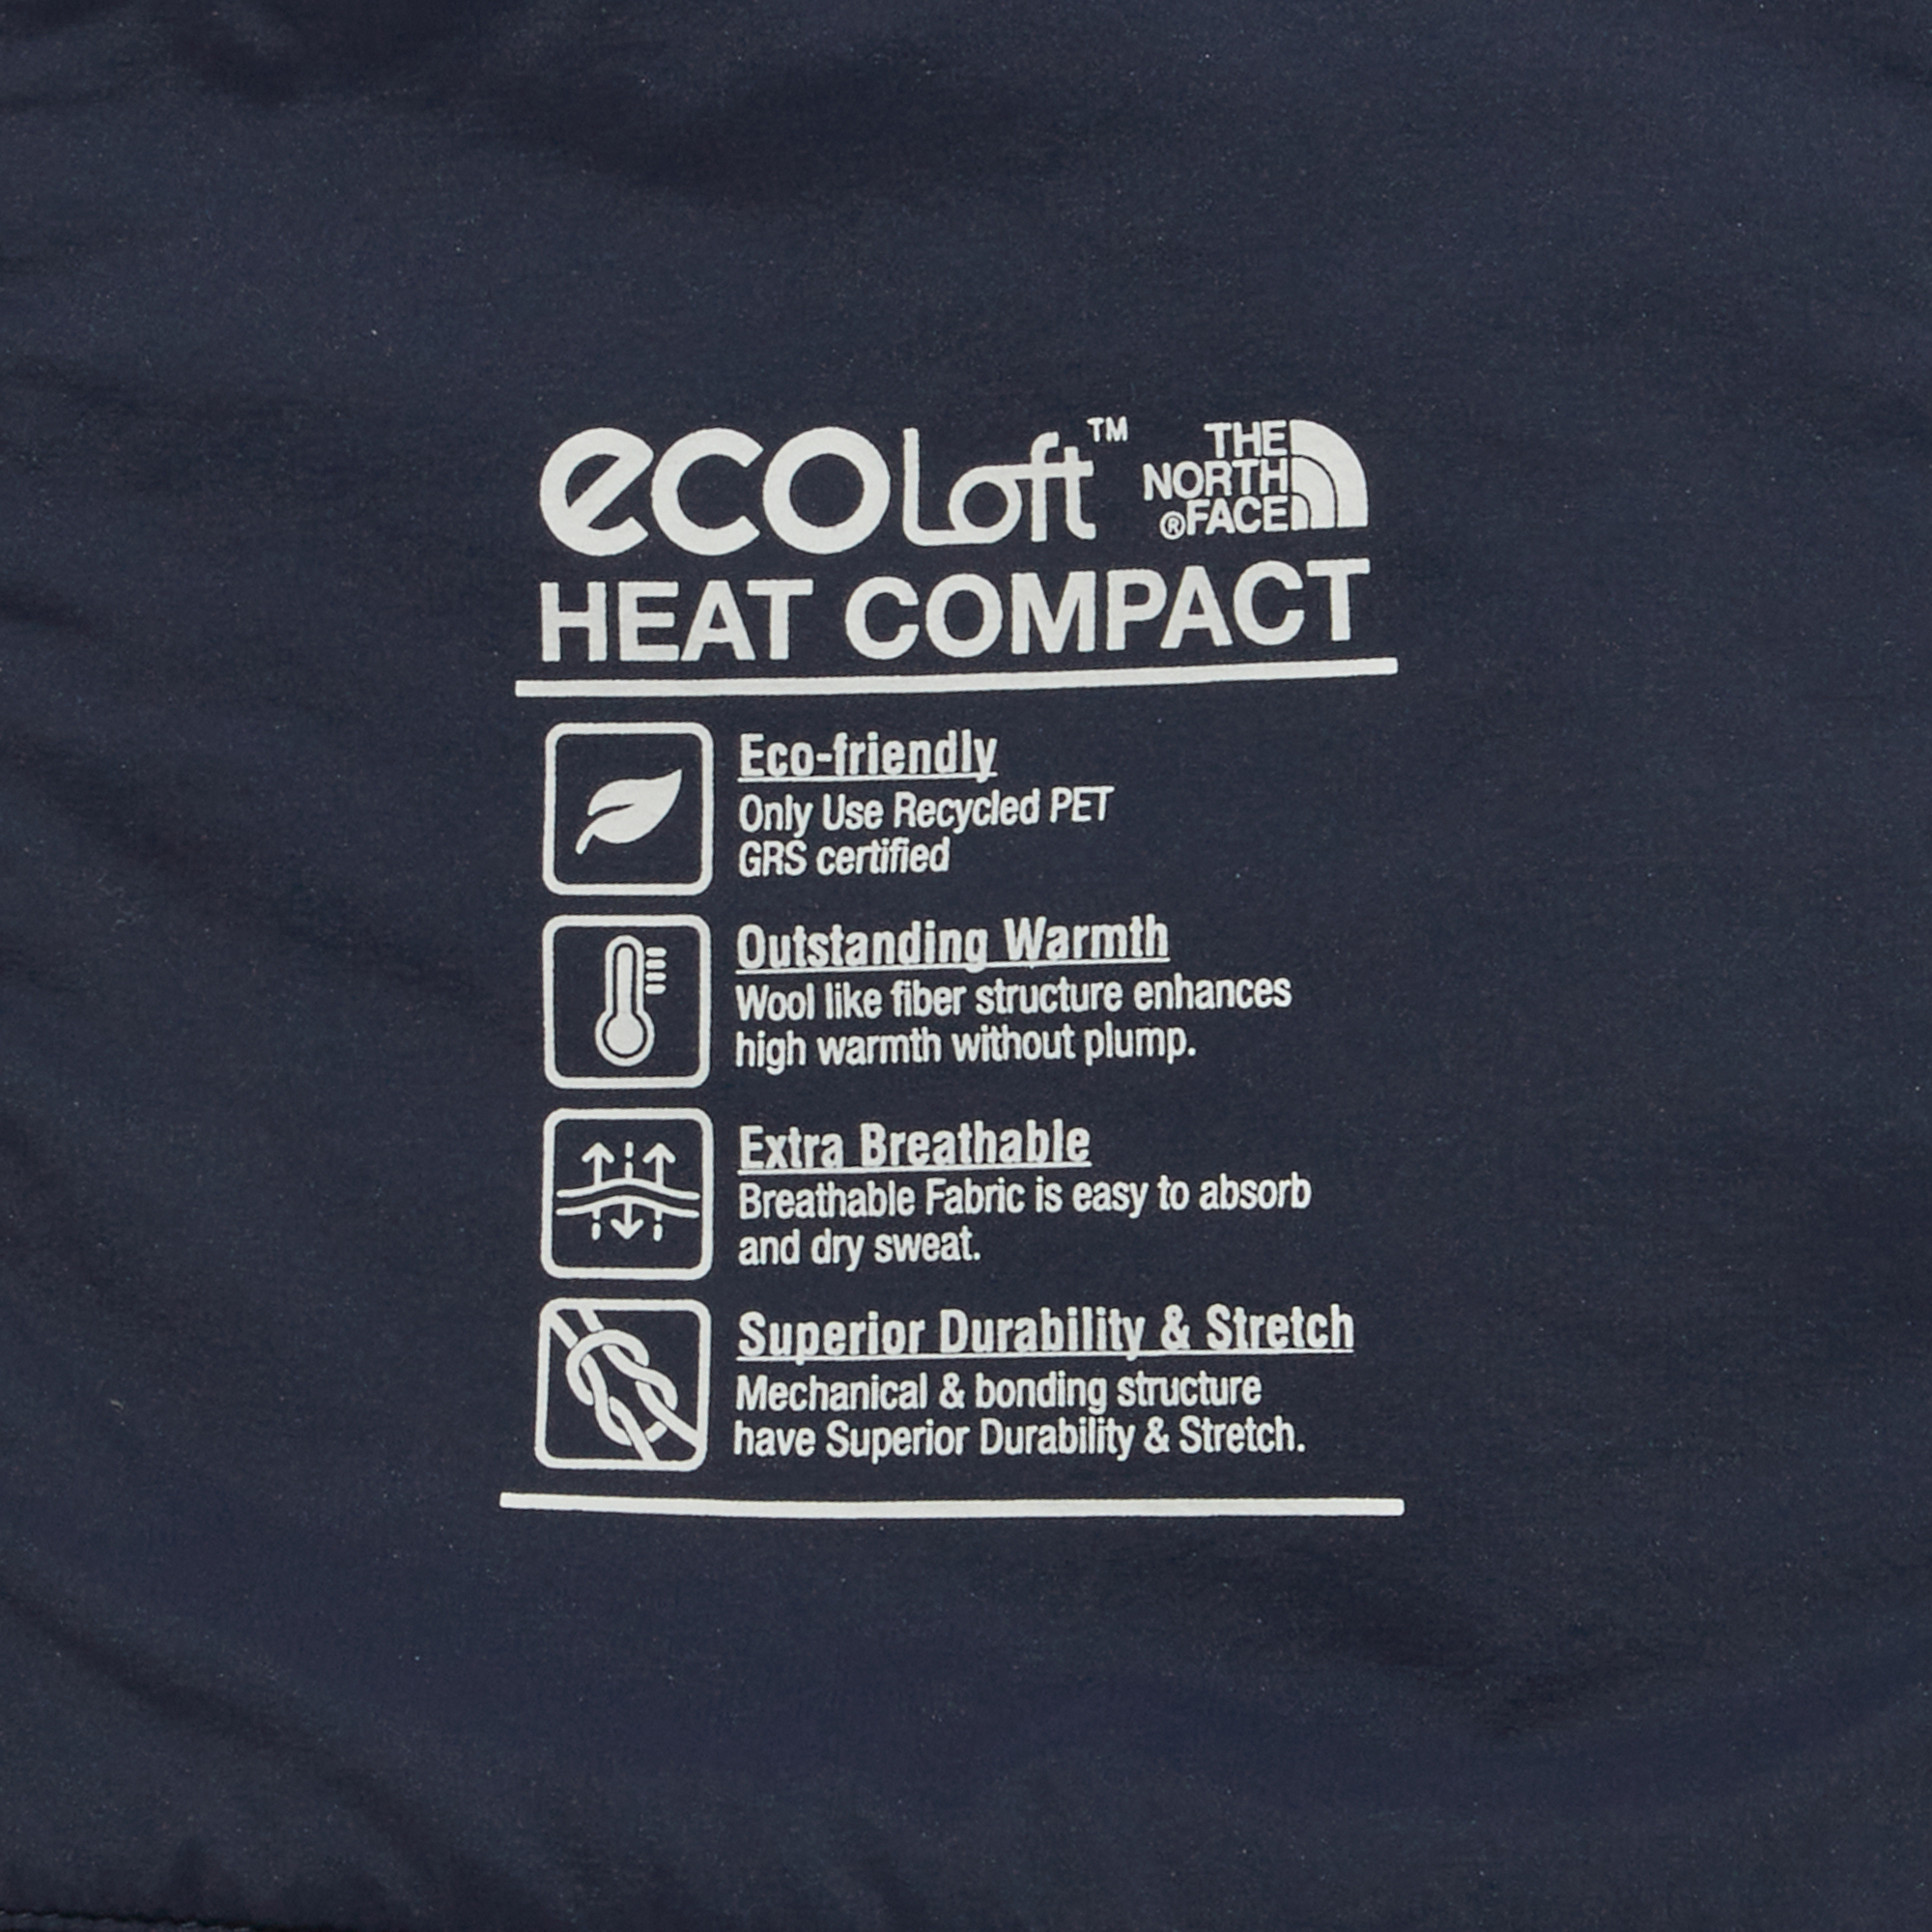 ecoLoft™ THE NORTH FACE®
HEAT COMPACT
Eco-friendly
Only Use Recycled PET
GRS certified
Outstanding Warmth
Wool like fiber structure enhances
high warmth without plump.
Extra Breathable
Breathable Fabric is easy to absorb
and dry sweat.
Superior Durability & Stretch
Mechanical & bonding structure
have Superior Durability & Stretch.